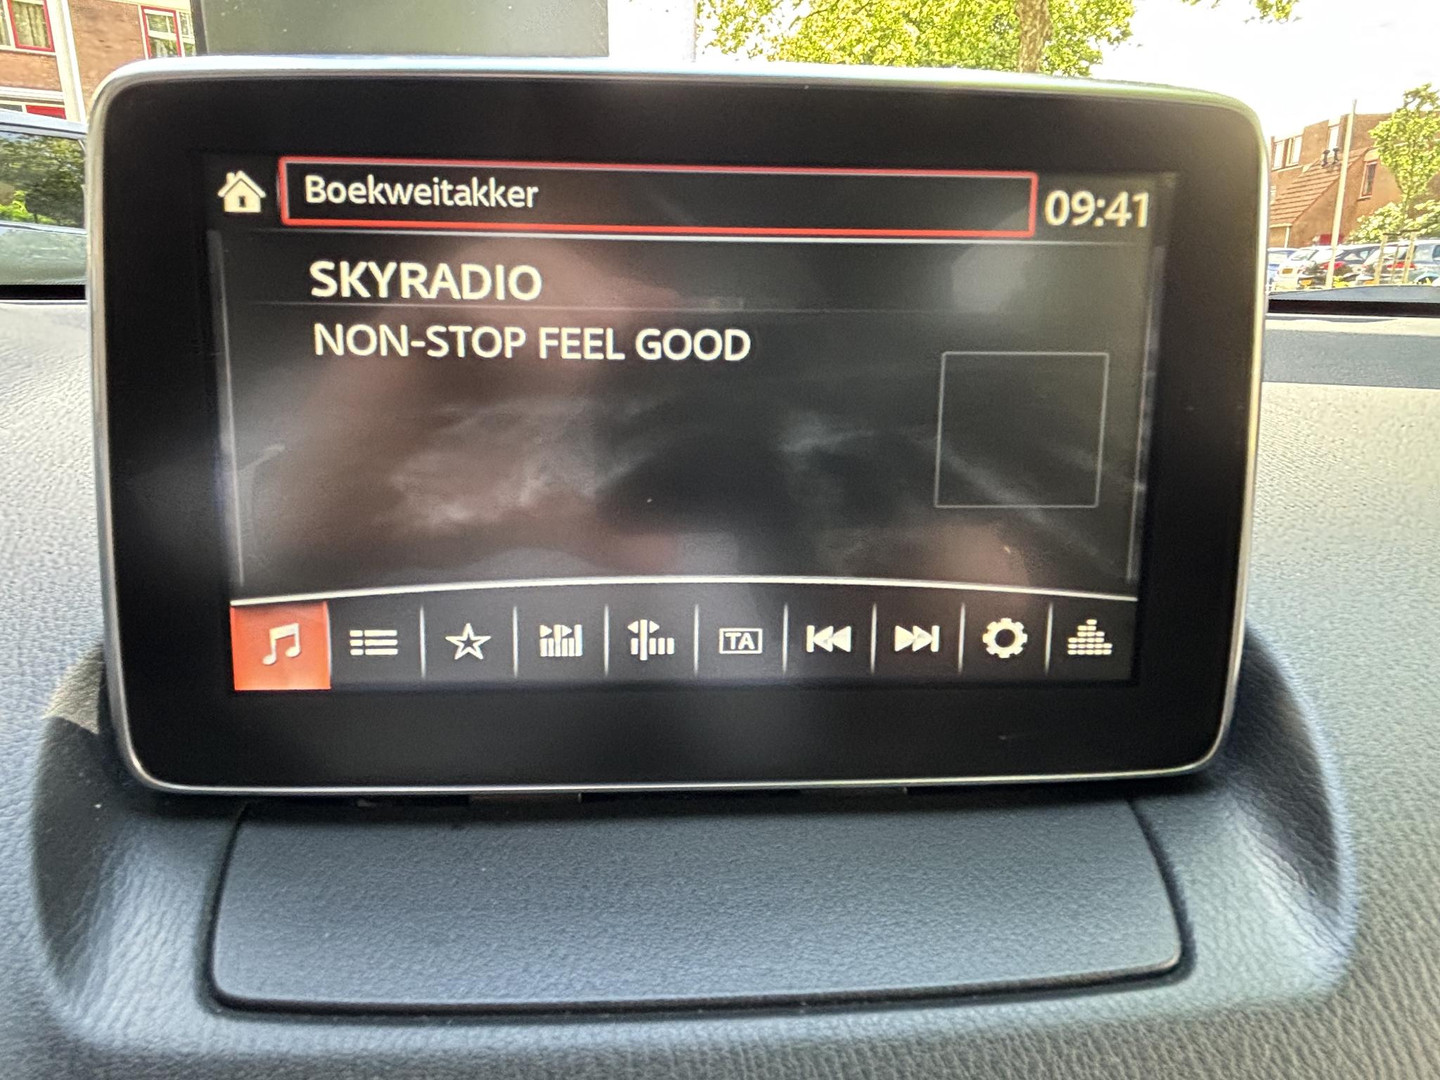 Boekweitakker
09:41
SKYRADIO
NON-STOP FEEL GOOD
TA